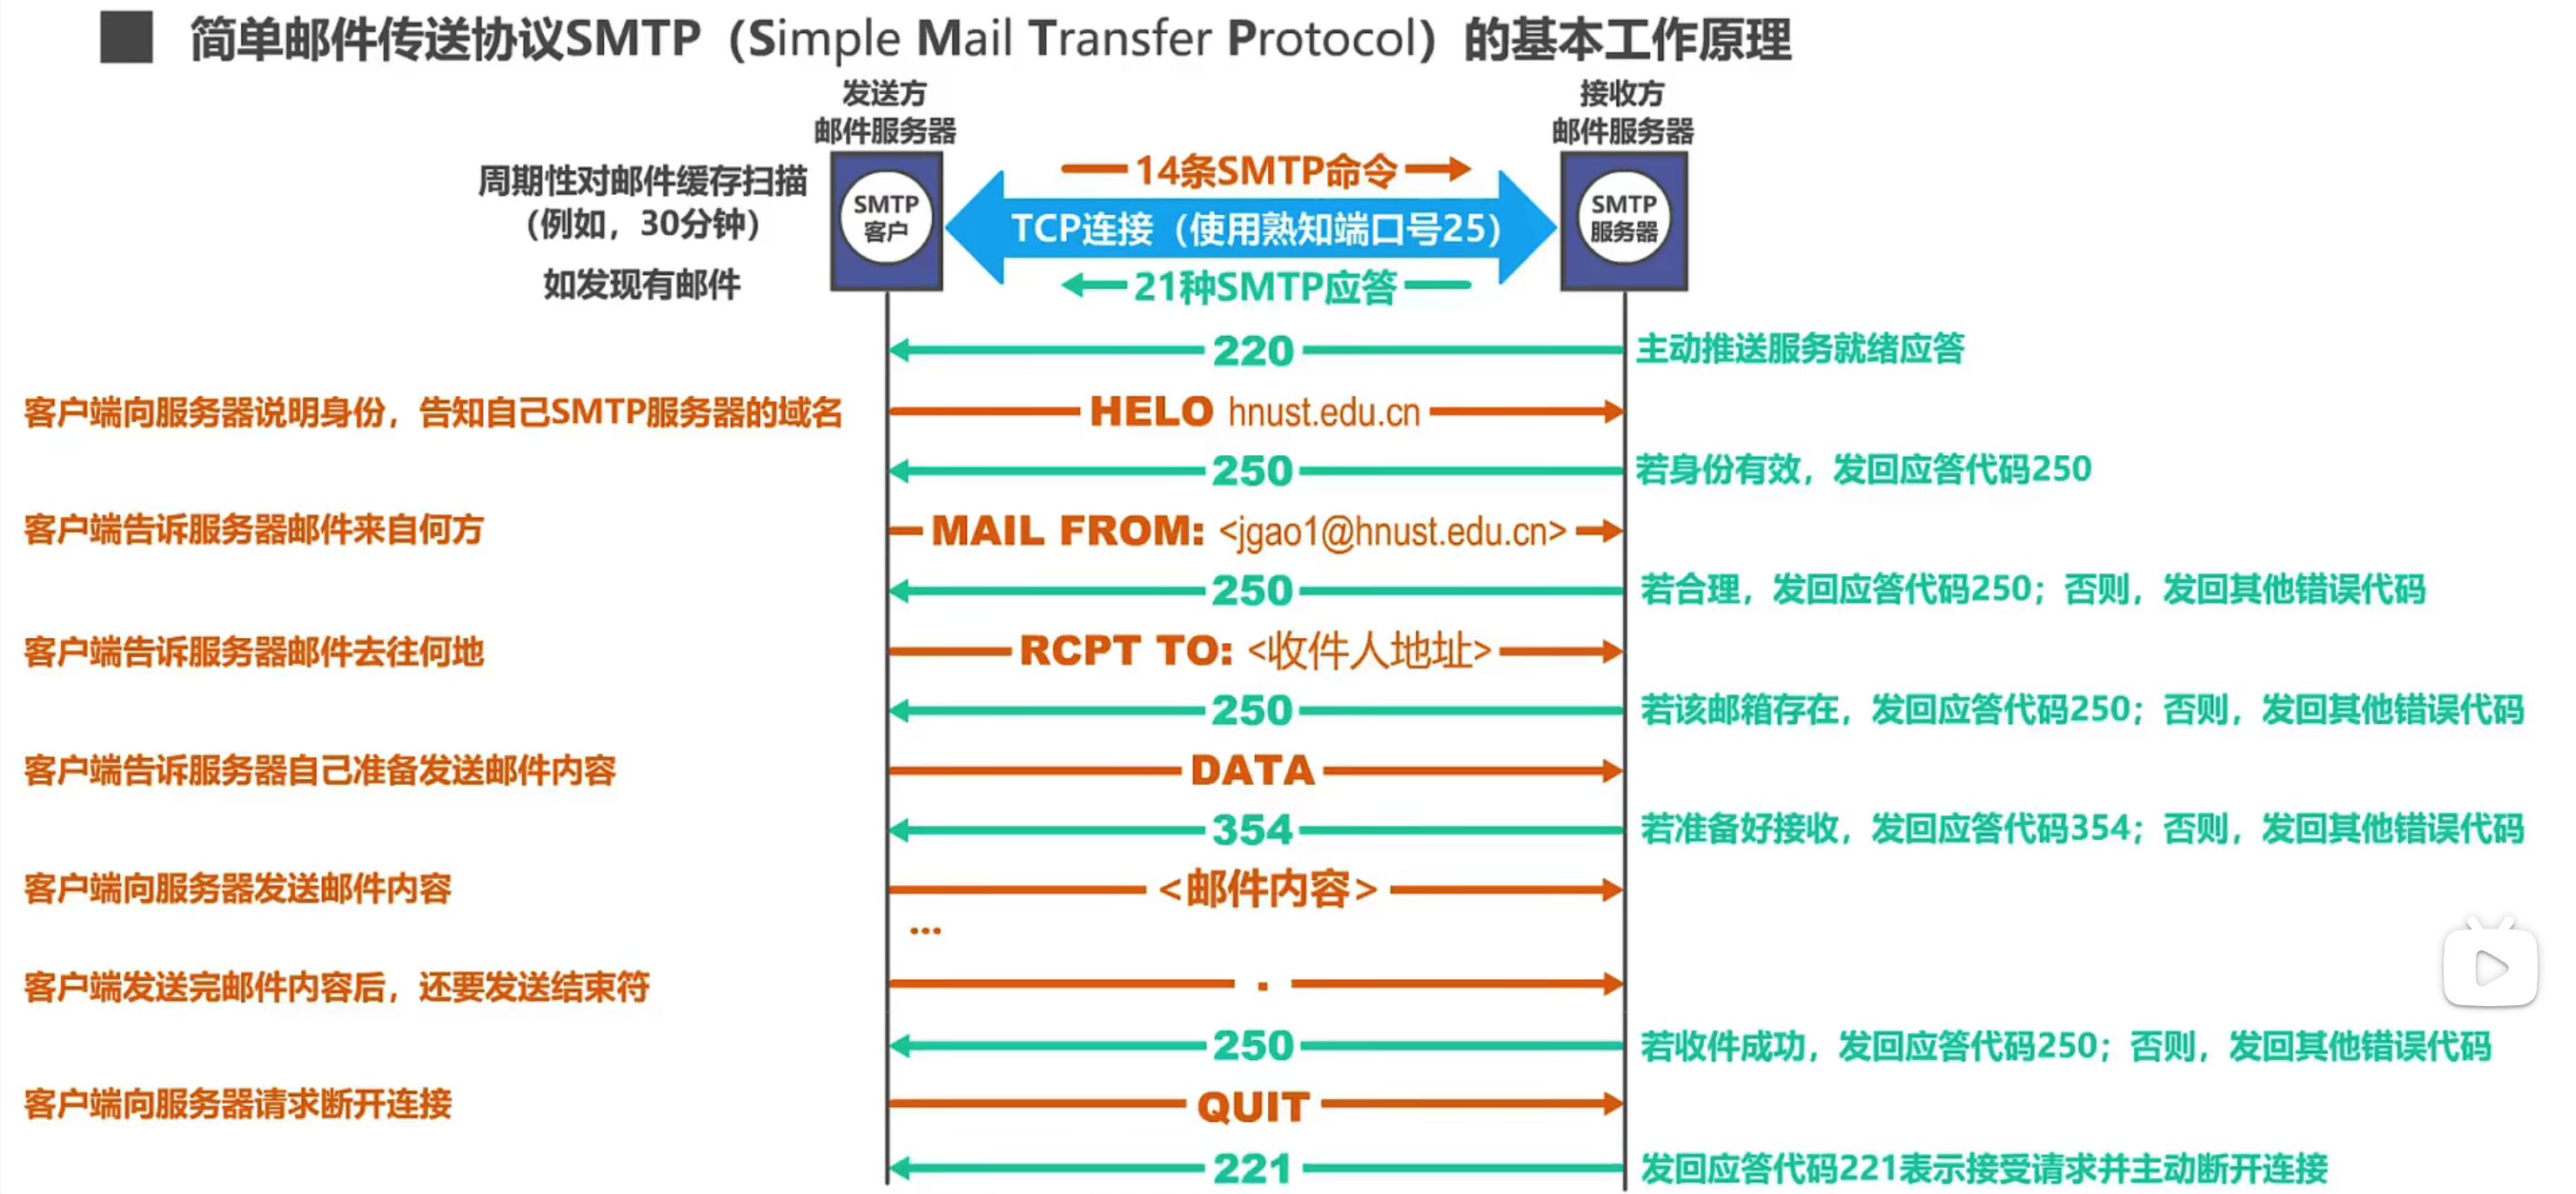 简单邮件传送协议SMTP（Simple Mail Transfer Protocol）的基本工作原理
发送方
邮件服务器
接收方
邮件服务器
周期性对邮件缓存扫描
（例如，30分钟）
如发现有邮件
SMTP
客户
14条SMTP命令
TCP连接（使用熟知端口号25）
21种SMTP应答
SMTP
服务器
220
主动推送服务就绪应答
客户端向服务器说明身份，告知自己SMTP服务器的域名
HELO hnust.edu.cn
250
若身份有效，发回应答代码250
客户端告诉服务器邮件来自何方
MAIL FROM: <jgao1@hnust.edu.cn>
250
若合理，发回应答代码250；否则，发回其他错误代码
客户端告诉服务器邮件去往何地
RCPT TO: <收件人地址>
250
若该邮箱存在，发回应答代码250；否则，发回其他错误代码
客户端告诉服务器自己准备发送邮件内容
DATA
354
若准备好接收，发回应答代码354；否则，发回其他错误代码
客户端向服务器发送邮件内容
<邮件内容>
...
客户端发送完邮件内容后，还要发送结束符
.
250
若收件成功，发回应答代码250；否则，发回其他错误代码
客户端向服务器请求断开连接
QUIT
221
发回应答代码221表示接受请求并主动断开连接